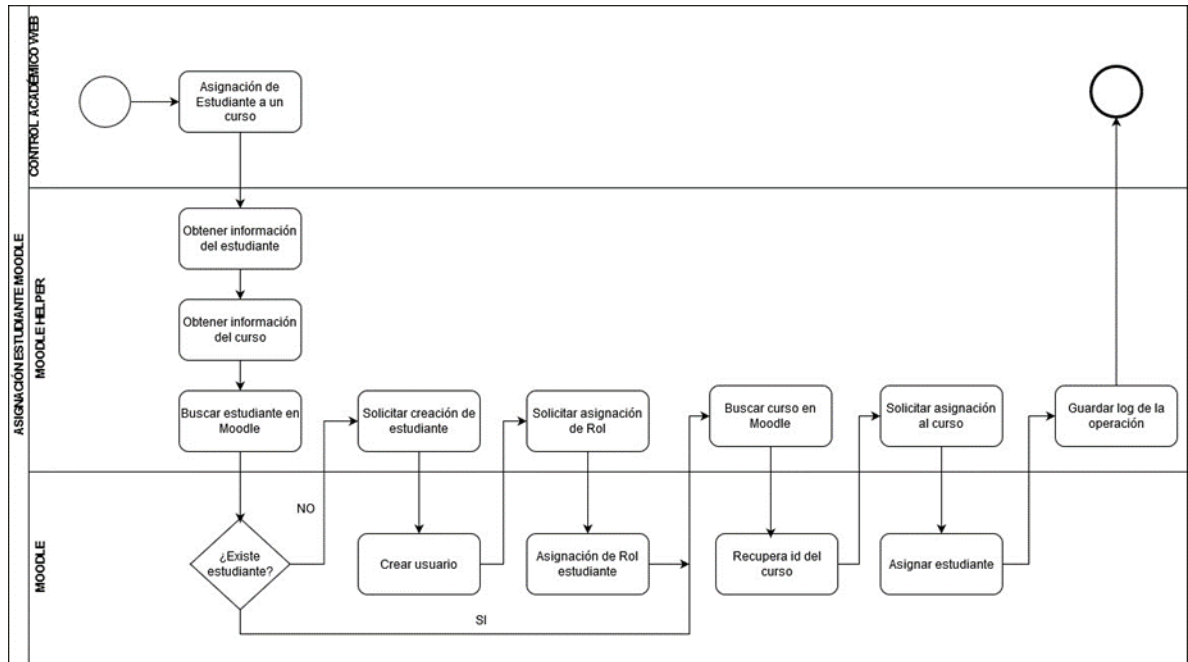 ASIGNACIÓN ESTUDIANTE MOODLE
CONTROL ACADÉMICO WEB
Asignación de
Estudiante a un
curso
MOODLE HELPER
Obtener información
del estudiante
Obtener información
del curso
Buscar estudiante en
Moodle
Solicitar creación de
estudiante
Solicitar asignación
de Rol
Buscar curso en
Moodle
Solicitar asignación
al curso
Guardar log de la
operación
MOODLE
¿Existe
estudiante?
NO
Crear usuario
Asignación de Rol
estudiante
Recupera id del
curso
Asignar estudiante
SI